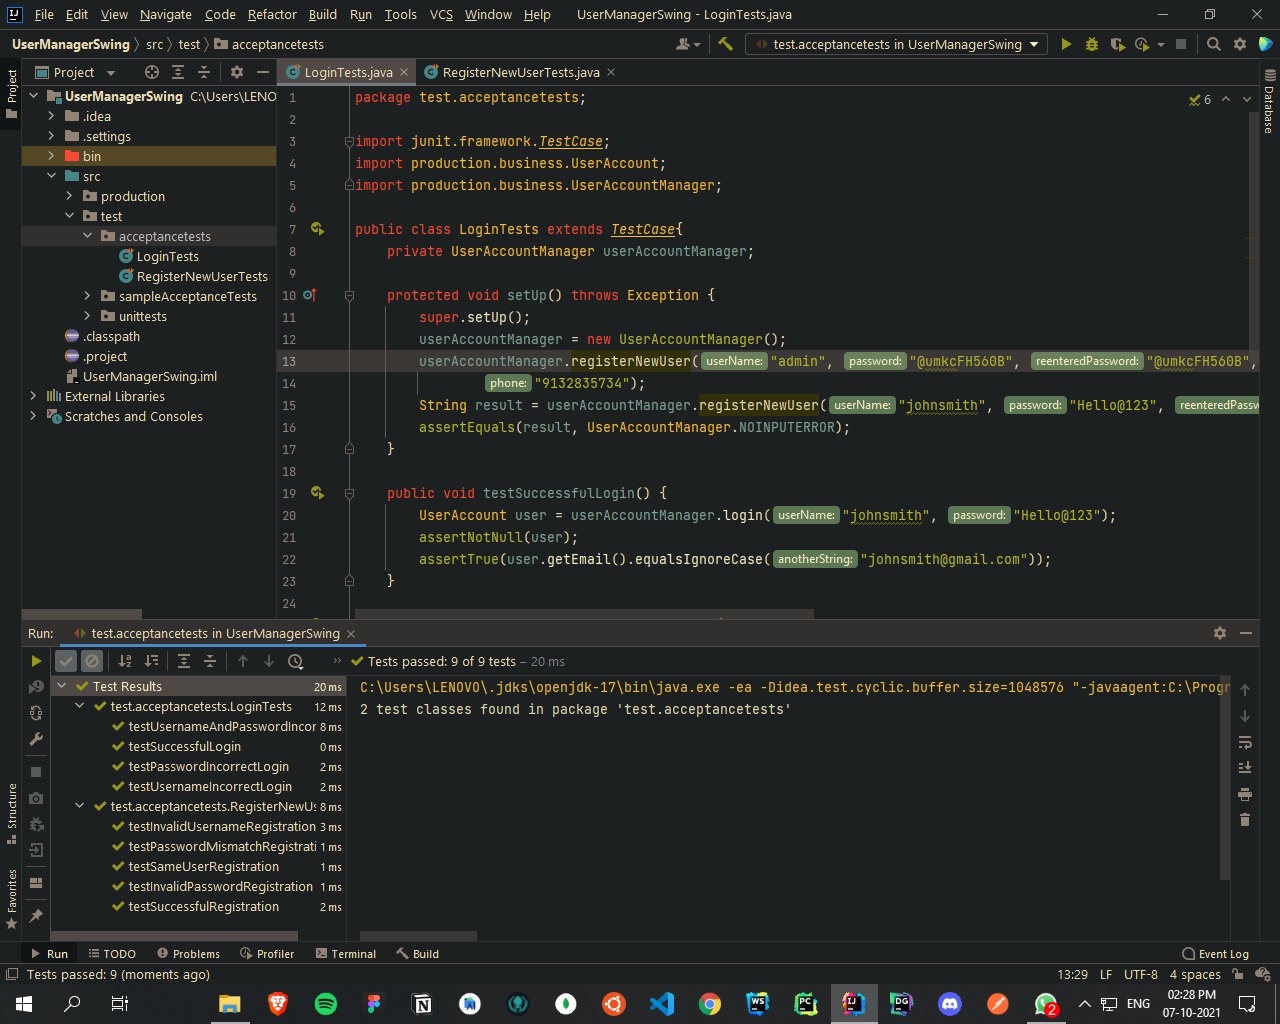 File Edit View Navigate Code Refactor Build Run Tools VCS Window Help UserManagerSwing - LoginTests.java
UserManagerSwing src test acceptancetests test.acceptancetests in UserManagerSwing
Project LoginTests.java RegisterNewUserTests.java
Project
Database
Structure
Favorites
UserManagerSwing C:\Users\LENO
.idea
.settings
bin
src
production
test
acceptancetests
LoginTests
RegisterNewUserTests
sampleAcceptanceTests
unittests
.classpath
.project
UserManagerSwing.iml
External Libraries
Scratches and Consoles
6
1 package test.acceptancetests;
2
3 import junit.framework.TestCase;
4 import production.business.UserAccount;
5 import production.business.UserAccountManager;
6
7 public class LoginTests extends TestCase{
8 private UserAccountManager userAccountManager;
9
10 protected void setUp() throws Exception {
11 super.setUp();
12 userAccountManager = new UserAccountManager();
13 userAccountManager.registerNewUser( userName: "admin", password: "@umkcFH560B", reenteredPassword: "@umkcFH560B",
14 phone: "9132835734");
15 String result = userAccountManager.registerNewUser( userName: "johnsmith", password: "Hello@123", reenteredPassw
16 assertEquals(result, UserAccountManager.NOINPUTERROR);
17 }
18
19 public void testSuccessfulLogin() {
20 UserAccount user = userAccountManager.login( userName: "johnsmith", password: "Hello@123");
21 assertNotNull(user);
22 assertTrue(user.getEmail().equalsIgnoreCase( anotherString: "johnsmith@gmail.com"));
23 }
24
Run: test.acceptancetests in UserManagerSwing
Tests passed: 9 of 9 tests – 20 ms
Test Results 20 ms
test.acceptancetests.LoginTests 12 ms
testUsernameAndPasswordIncor 8 ms
testSuccessfulLogin 0 ms
testPasswordIncorrectLogin 2 ms
testUsernameIncorrectLogin 2 ms
test.acceptancetests.RegisterNewUs 8 ms
testInvalidUsernameRegistration 3 ms
testPasswordMismatchRegistrati 1 ms
testSameUserRegistration 1 ms
testInvalidPasswordRegistration 1 ms
testSuccessfulRegistration 2 ms
C:\Users\LENOVO\.jdks\openjdk-17\bin\java.exe -ea -Didea.test.cyclic.buffer.size=1048576 "-javaagent:C:\Progr
2 test classes found in package 'test.acceptancetests'
Run TODO Problems Profiler Terminal Build Event Log
Tests passed: 9 (moments ago) 13:29 LF UTF-8 4 spaces
WS PC IJ DG 2 ENG 02:28 PM
07-10-2021